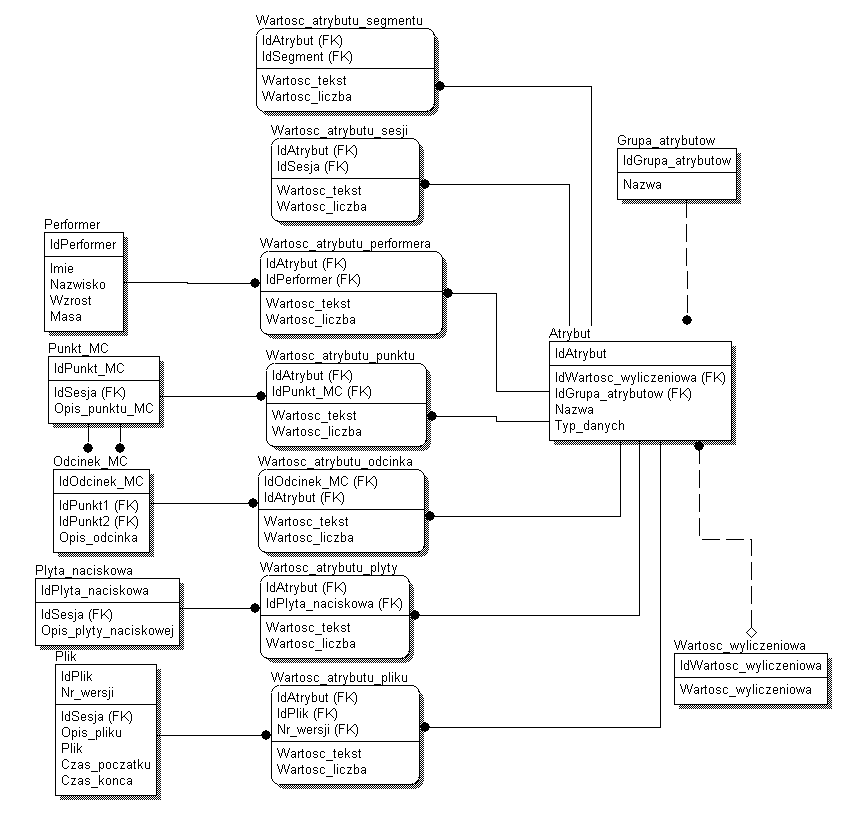 Wartosc_atrybutu_segmentu
IdAtrybut (FK)
IdSegment (FK)
Wartosc_tekst
Wartosc_liczba
Wartosc_atrybutu_sesji
IdAtrybut (FK)
IdSesja (FK)
Wartosc_tekst
Wartosc_liczba
Grupa_atrybutow
IdGrupa_atrybutow
Nazwa
Performer
IdPerformer
Imie
Nazwisko
Wzrost
Masa
Wartosc_atrybutu_performera
IdAtrybut (FK)
IdPerformer (FK)
Wartosc_tekst
Wartosc_liczba
Atrybut
IdAtrybut
IdWartosc_wyliczeniowa (FK)
IdGrupa_atrybutow (FK)
Nazwa
Typ_danych
Punkt_MC
IdPunkt_MC
IdSesja (FK)
Opis_punktu_MC
Wartosc_atrybutu_punktu
IdAtrybut (FK)
IdPunkt_MC (FK)
Wartosc_tekst
Wartosc_liczba
Odcinek_MC
IdOdcinek_MC
IdPunkt1 (FK)
IdPunkt2 (FK)
Opis_odcinka
Wartosc_atrybutu_odcinka
IdOdcinek_MC (FK)
IdAtrybut (FK)
Wartosc_tekst
Wartosc_liczba
Plyta_naciskowa
IdPlyta_naciskowa
IdSesja (FK)
Opis_plyty_naciskowej
Wartosc_atrybutu_plyty
IdAtrybut (FK)
IdPlyta_naciskowa (FK)
Wartosc_tekst
Wartosc_liczba
Wartosc_wyliczeniowa
IdWartosc_wyliczeniowa
Wartosc_wyliczeniowa
Plik
IdPlik
Nr_wersji
IdSesja (FK)
Opis_pliku
Plik
Czas_poczatku
Czas_konca
Wartosc_atrybutu_pliku
IdAtrybut (FK)
IdPlik (FK)
Nr_wersji (FK)
Wartosc_tekst
Wartosc_liczba